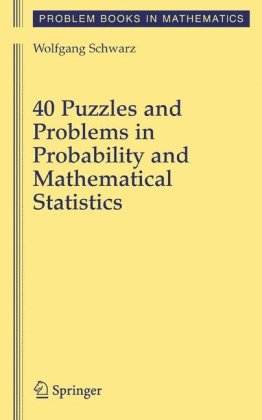 PROBLEM BOOKS IN MATHEMATICS
Wolfgang Schwarz
40 Puzzles and
Problems in
Probability and
Mathematical
Statistics
Springer